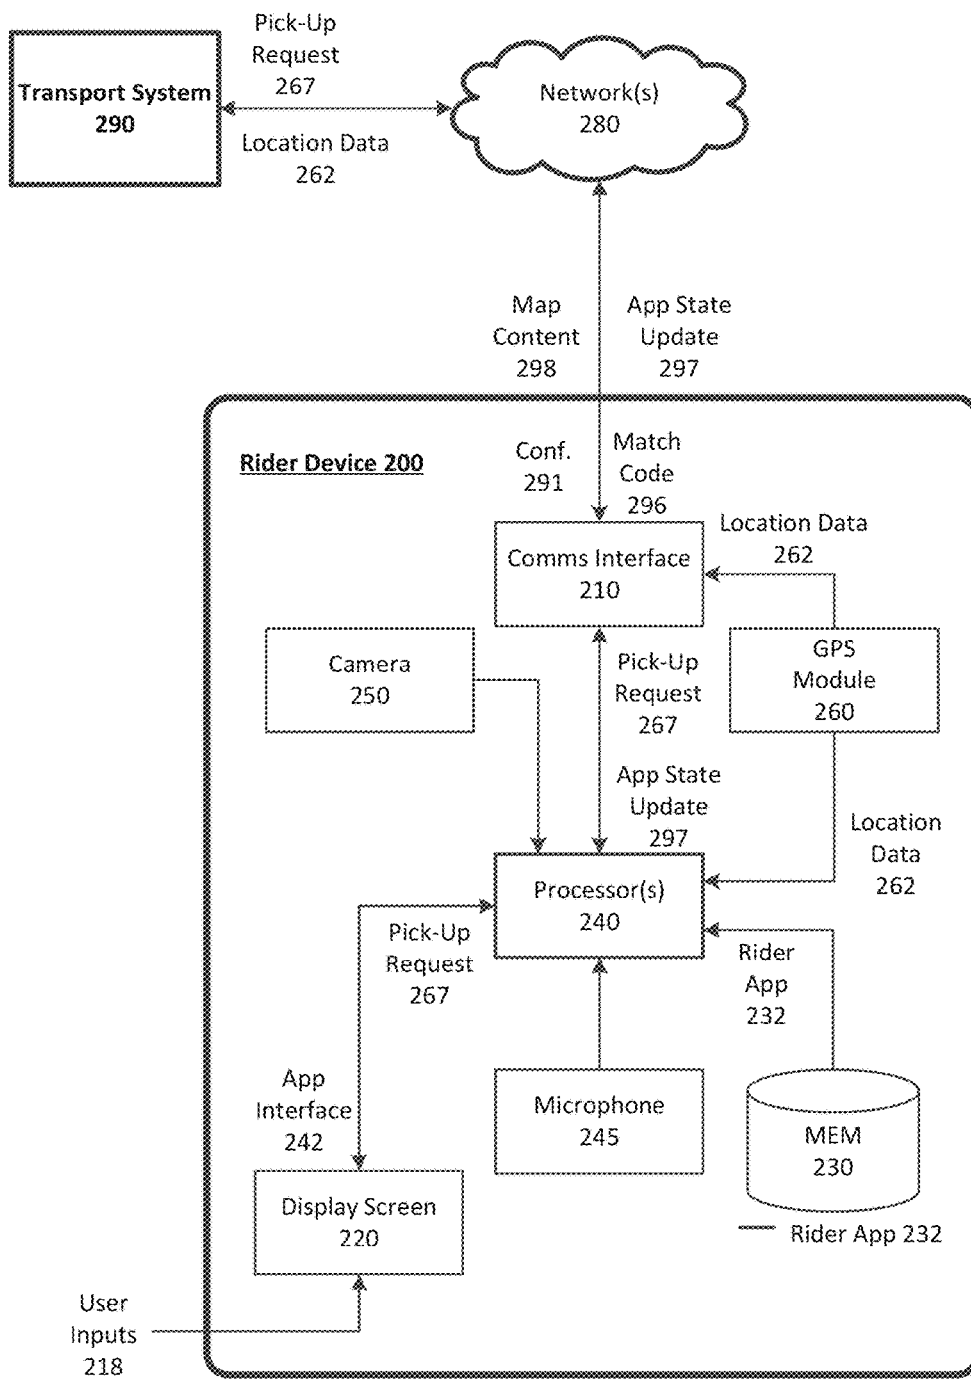 Pick-Up
Request
267
Transport System
290
Location Data
262
Network(s)
280
Map
Content
298
App State
Update
297
Rider Device 200
Conf.
291
Match
Code
296
Location Data
262
Comms Interface
210
Camera
250
Pick-Up
Request
267
GPS
Module
260
App State
Update
297
Location
Data
262
Processor(s)
240
Pick-Up
Request
267
Rider
App
232
App
Interface
242
Microphone
245
MEM
230
Display Screen
220
Rider App 232
User
Inputs
218